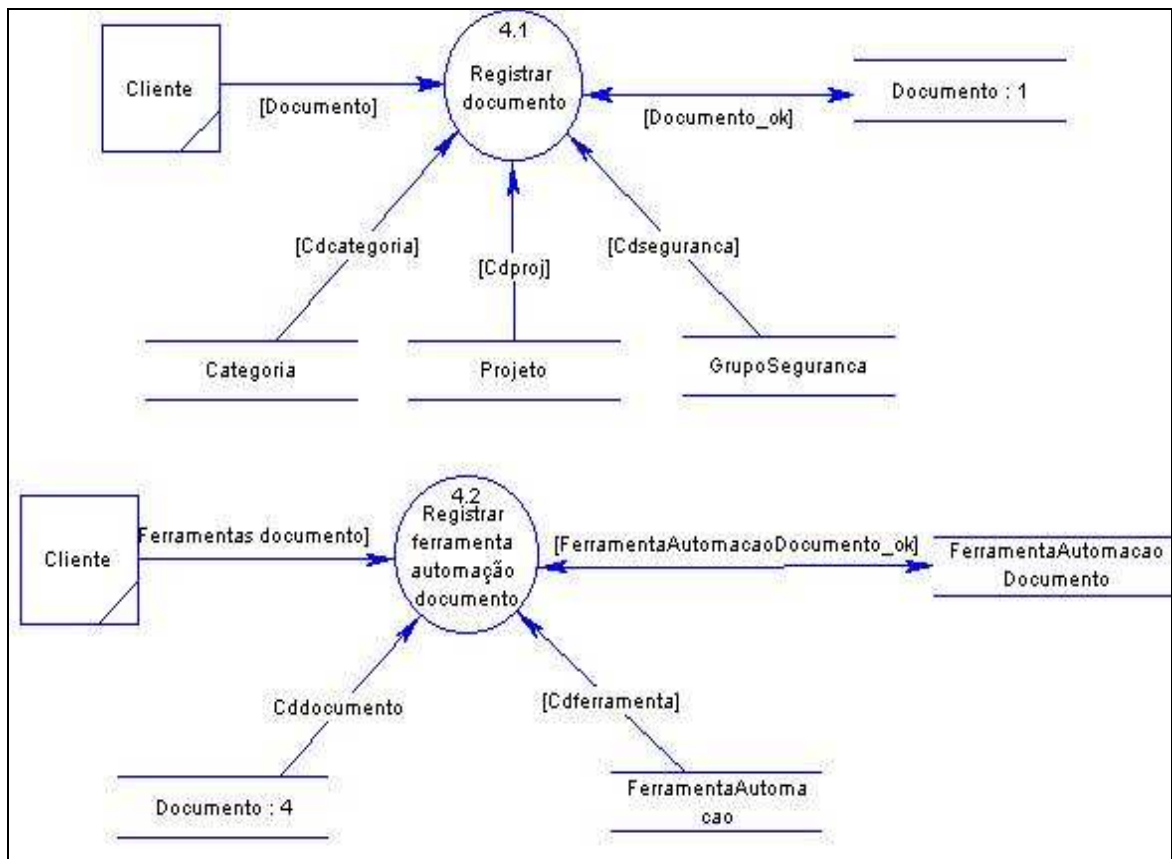 4.1
Registrar
documento
Cliente
[Documento]
[Documento_ok]
Documento : 1
[Cdcategoria]
[Cdproj]
[Cdseguranca]
Categoria
Projeto
GrupoSeguranca
4.2
Registrar
ferramenta
automação
documento
Cliente
Ferramentas documento]
[FerramentaAutomacaoDocumento_ok]
FerramentaAutomacao
Documento
Cddocumento
[Cdferramenta]
Documento : 4
FerramentaAutoma
cao